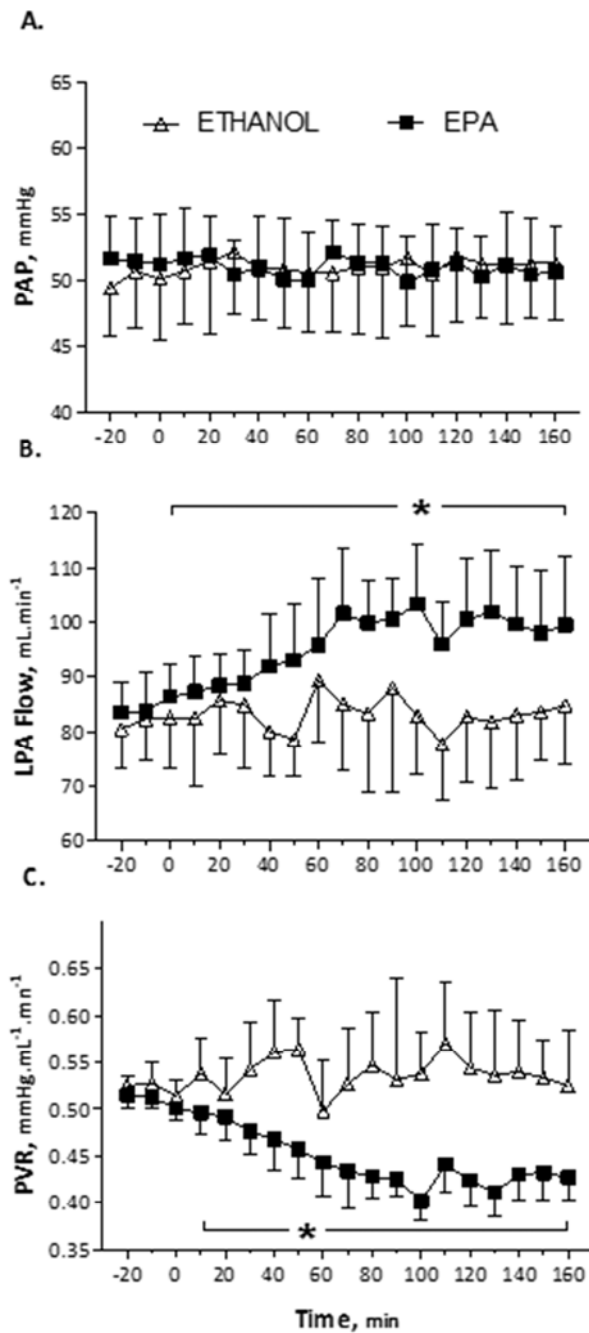 A.
65
60
55
50
45
40
PAP, mmHg
ETHANOL EPA
-20 0 20 40 60 80 100 120 140 160
B.
120
110
100
90
80
70
60
LPA Flow, mL.min⁻¹
*
-20 0 20 40 60 80 100 120 140 160
C.
0.65
0.60
0.55
0.50
0.45
0.40
0.35
PVR, mmHg.mL⁻¹.mn⁻¹
*
-20 0 20 40 60 80 100 120 140 160
Time, min